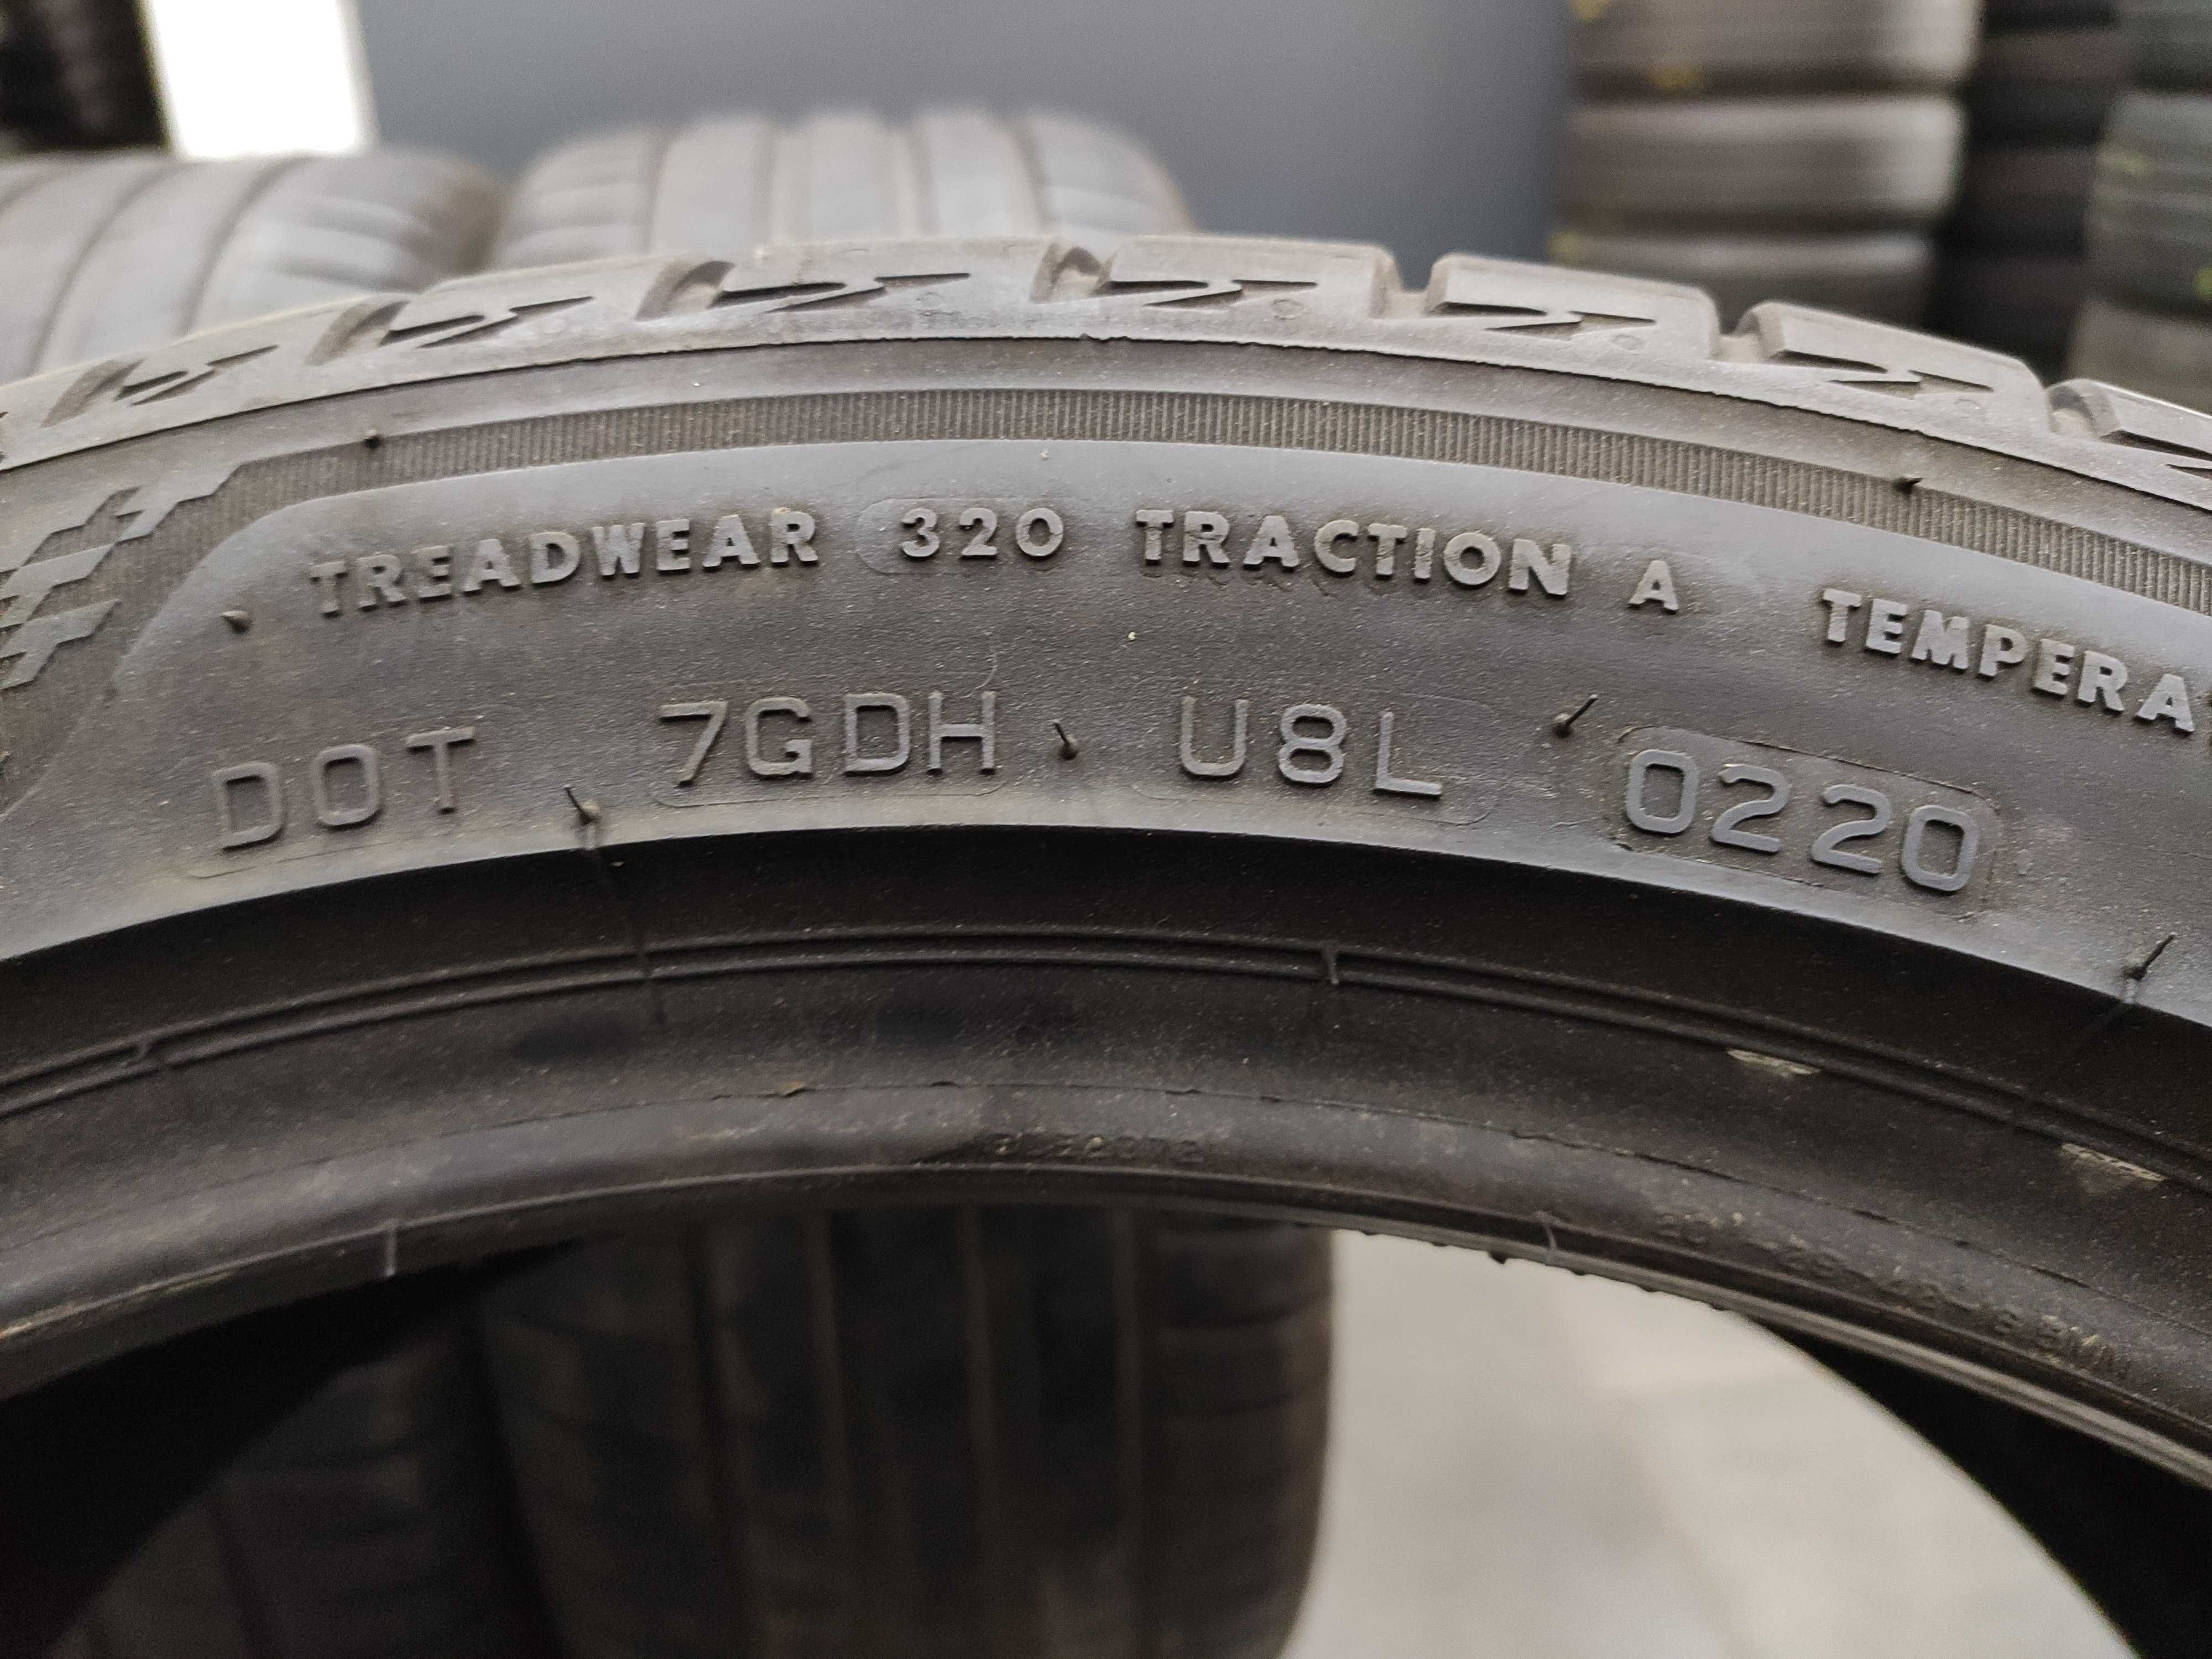 TREADWEAR 320 TRACTION A TEMPERA
DOT 7GDH U8L 0220